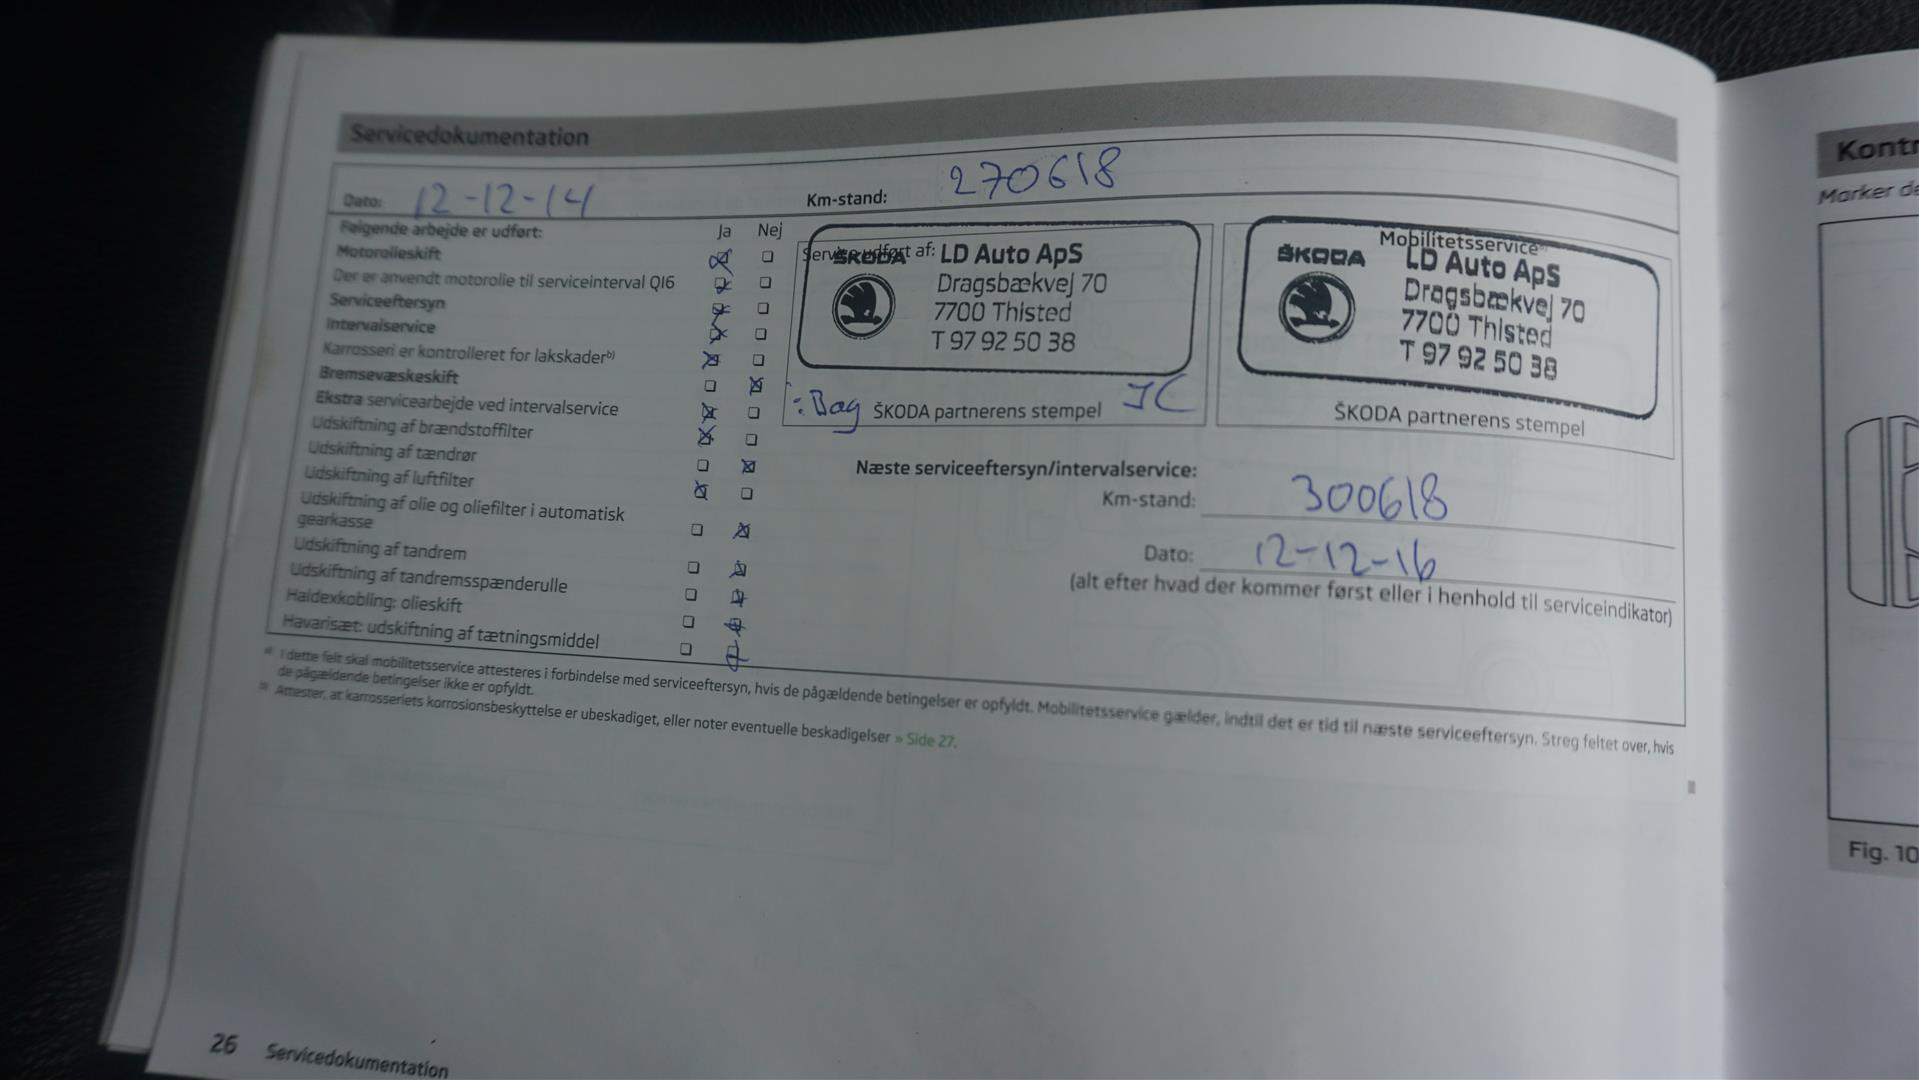 Servicedokumentation
Dato: 12-12-14 Km-stand: 270618
Følgende arbejde er udført: Ja Nej
Motorolieskift
Der er anvendt motorolie til serviceinterval QI6
Serviceeftersyn
Intervalservice
Karrosseri er kontrolleret for lakskader b)
Bremsevæskeskift
Ekstra servicearbejde ved intervalservice
Udskiftning af brændstoffilter
Udskiftning af tændrør
Udskiftning af luftfilter
Udskiftning af olie og oliefilter i automatisk
gearkasse
Udskiftning af tandrem
Udskiftning af tandremsspænderulle
Haldexkobling: olieskift
Havarisæt: udskiftning af tætningsmiddel
Service udført af:
ŠKODA LD Auto ApS
Dragsbækvej 70
7700 Thisted
T 97 92 50 38
: Bag ŠKODA partnerens stempel JC
Mobilitetsservice
ŠKODA LD Auto ApS
Dragsbækvej 70
7700 Thisted
T 97 92 50 38
ŠKODA partnerens stempel
Næste serviceeftersyn/intervalservice:
Km-stand: 300618
Dato: 12-12-16
(alt efter hvad der kommer først eller i henhold til serviceindikator)
a) I dette felt skal mobilitetsservice attesteres i forbindelse med serviceeftersyn, hvis de pågældende betingelser er opfyldt. Mobilitetsservice gælder, indtil det er tid til næste serviceeftersyn. Streg feltet over, hvis
de pågældende betingelser ikke er opfyldt.
b) Attester, at karrosseriets korrosionsbeskyttelse er ubeskadiget, eller noter eventuelle beskadigelser » Side 27.
26 Servicedokumentation
Kontr
Marker de
Fig. 10